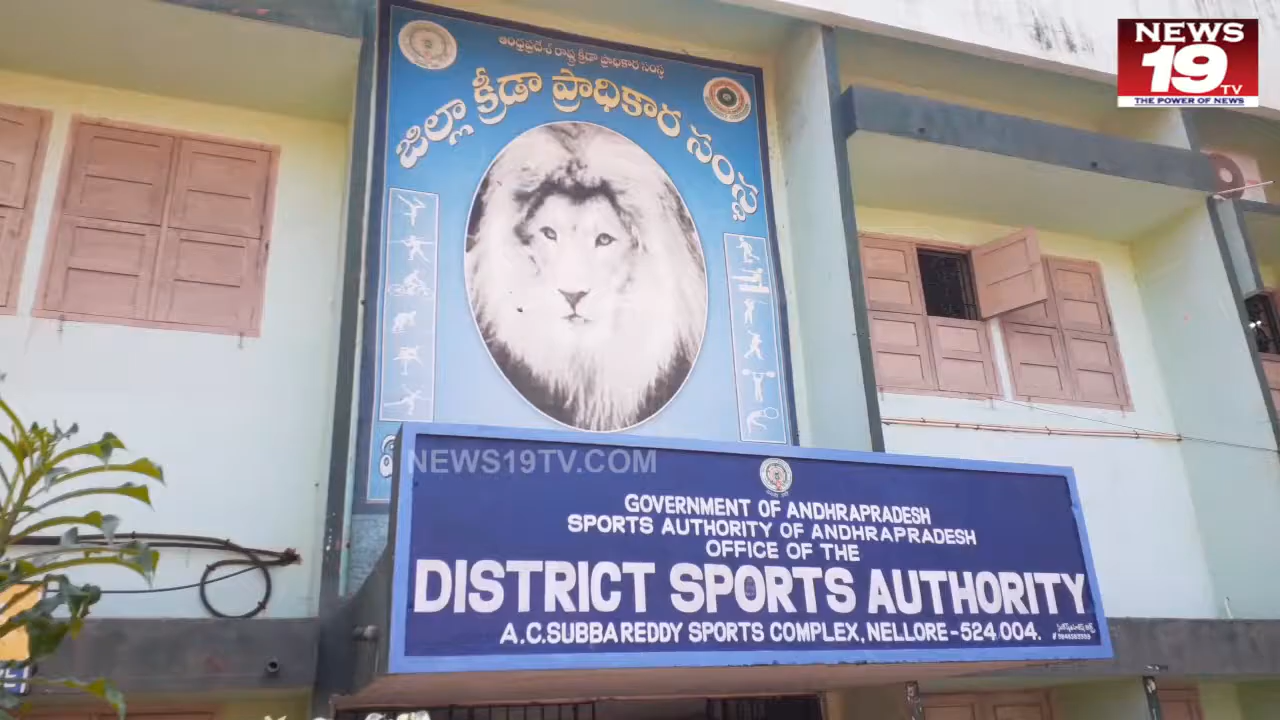 NEWS
19
TV
THE POWER OF NEWS
ఆంధ్రప్రదేశ్ రాష్ట్ర క్రీడా ప్రాధికార సంస్థ
జిల్లా క్రీడా ప్రాధికార సంస్థ
NEWS19TV.COM
GOVERNMENT OF ANDHRAPRADESH
SPORTS AUTHORITY OF ANDHRAPRADESH
OFFICE OF THE
DISTRICT SPORTS AUTHORITY
A.C.SUBBAREDDY SPORTS COMPLEX, NELLORE-524 004.